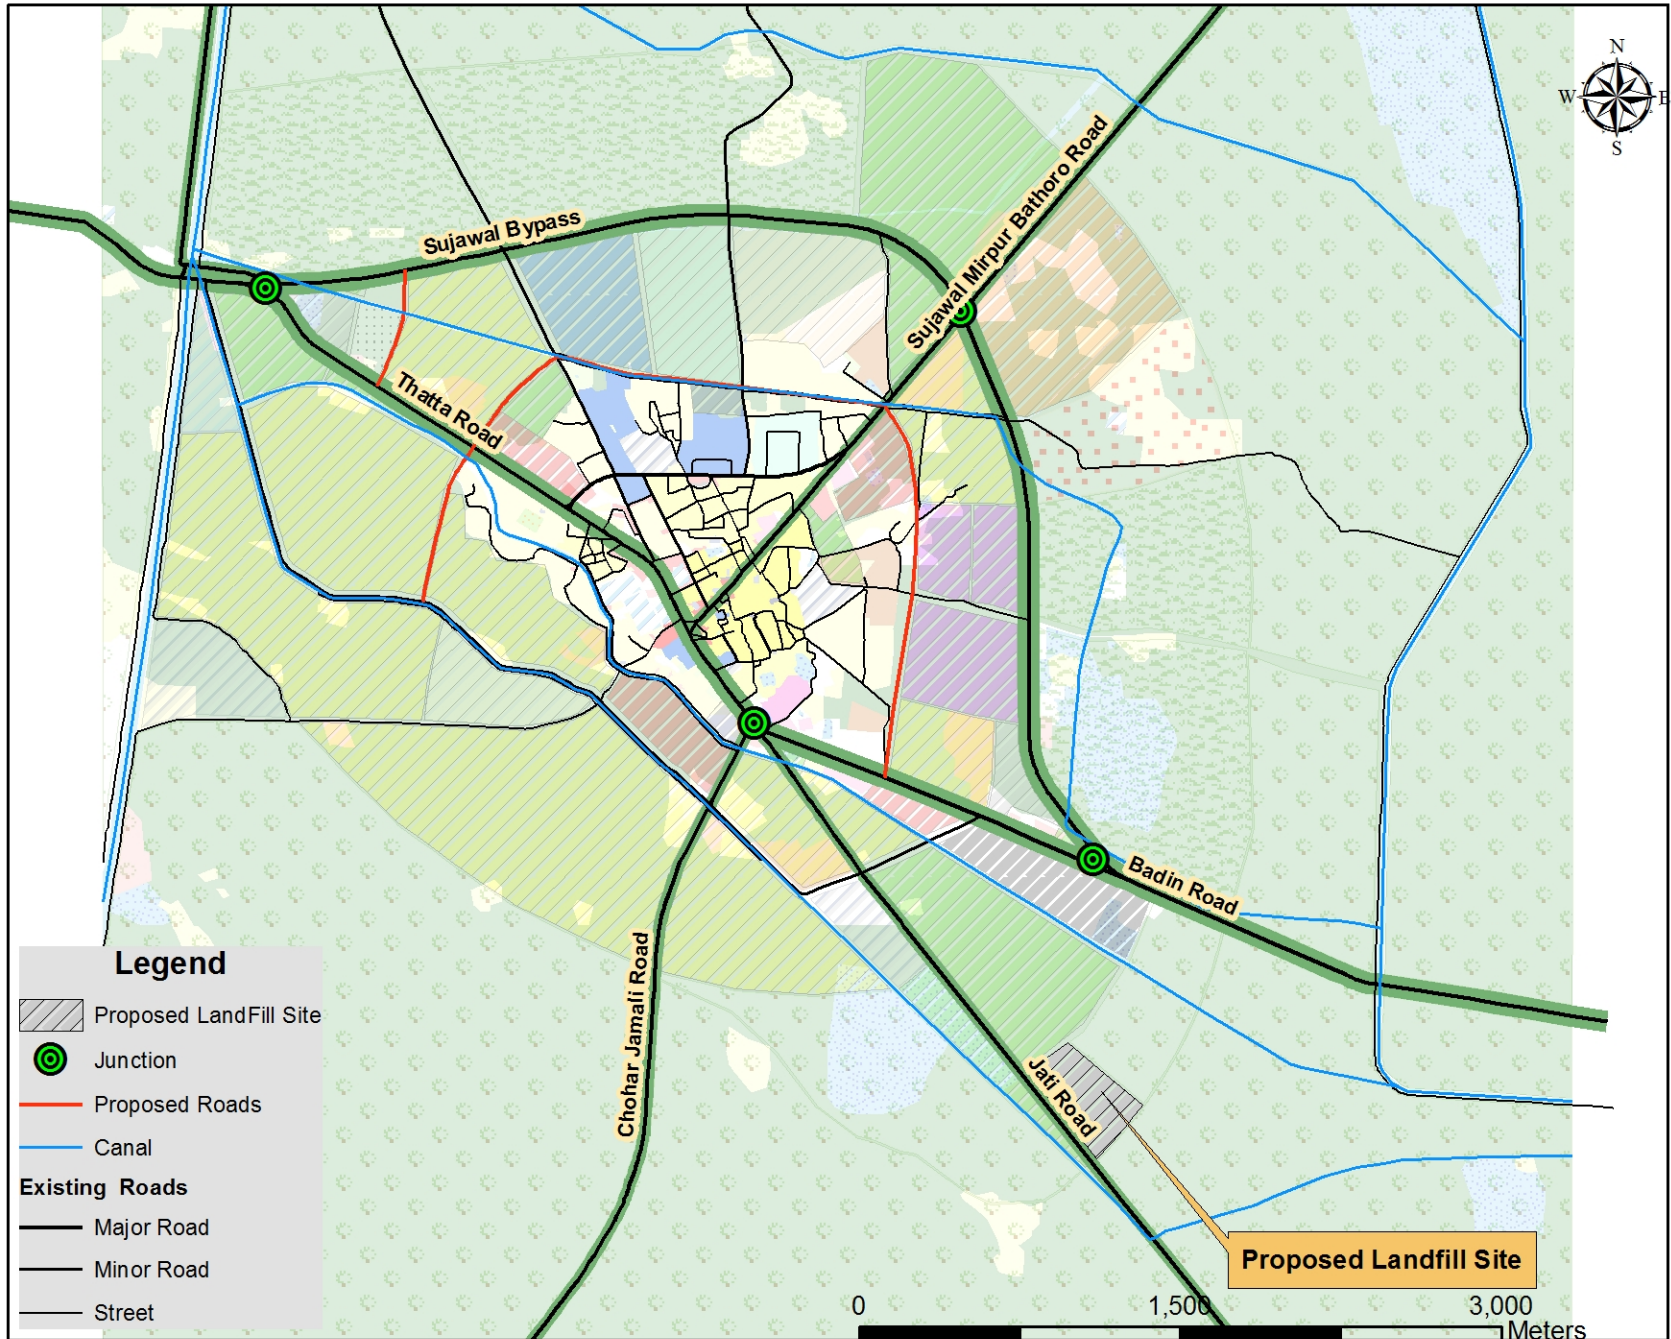 N
W
E
S
Sujawal Bypass
Sujawal Mirpur Bathoro Road
Thatta Road
Badin Road
Chohar Jamali Road
Jati Road
Proposed Landfill Site
Legend
Proposed LandFill Site
Junction
Proposed Roads
Canal
Existing Roads
Major Road
Minor Road
Street
0 1,500 3,000
Meters